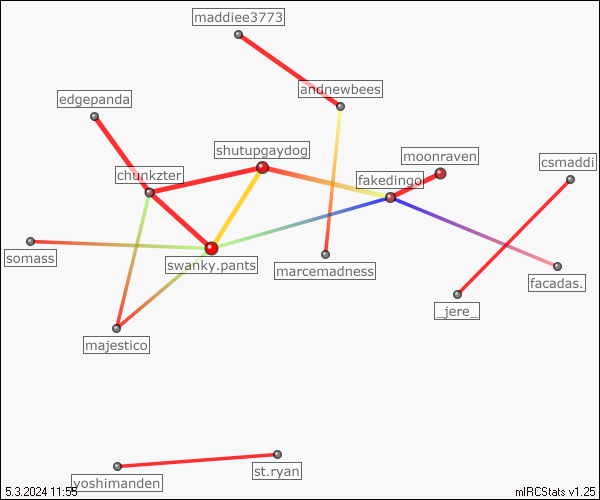 maddiee3773
andnewbees
edgepanda
shutupgaydog
moonraven
csmaddi
chunkzter
fakedingo
somass
swanky.pants
marcemadness
facadas.
_jere_
majestico
st.ryan
yoshimanden
5.3.2024 11:55
mIRCStats v1.25